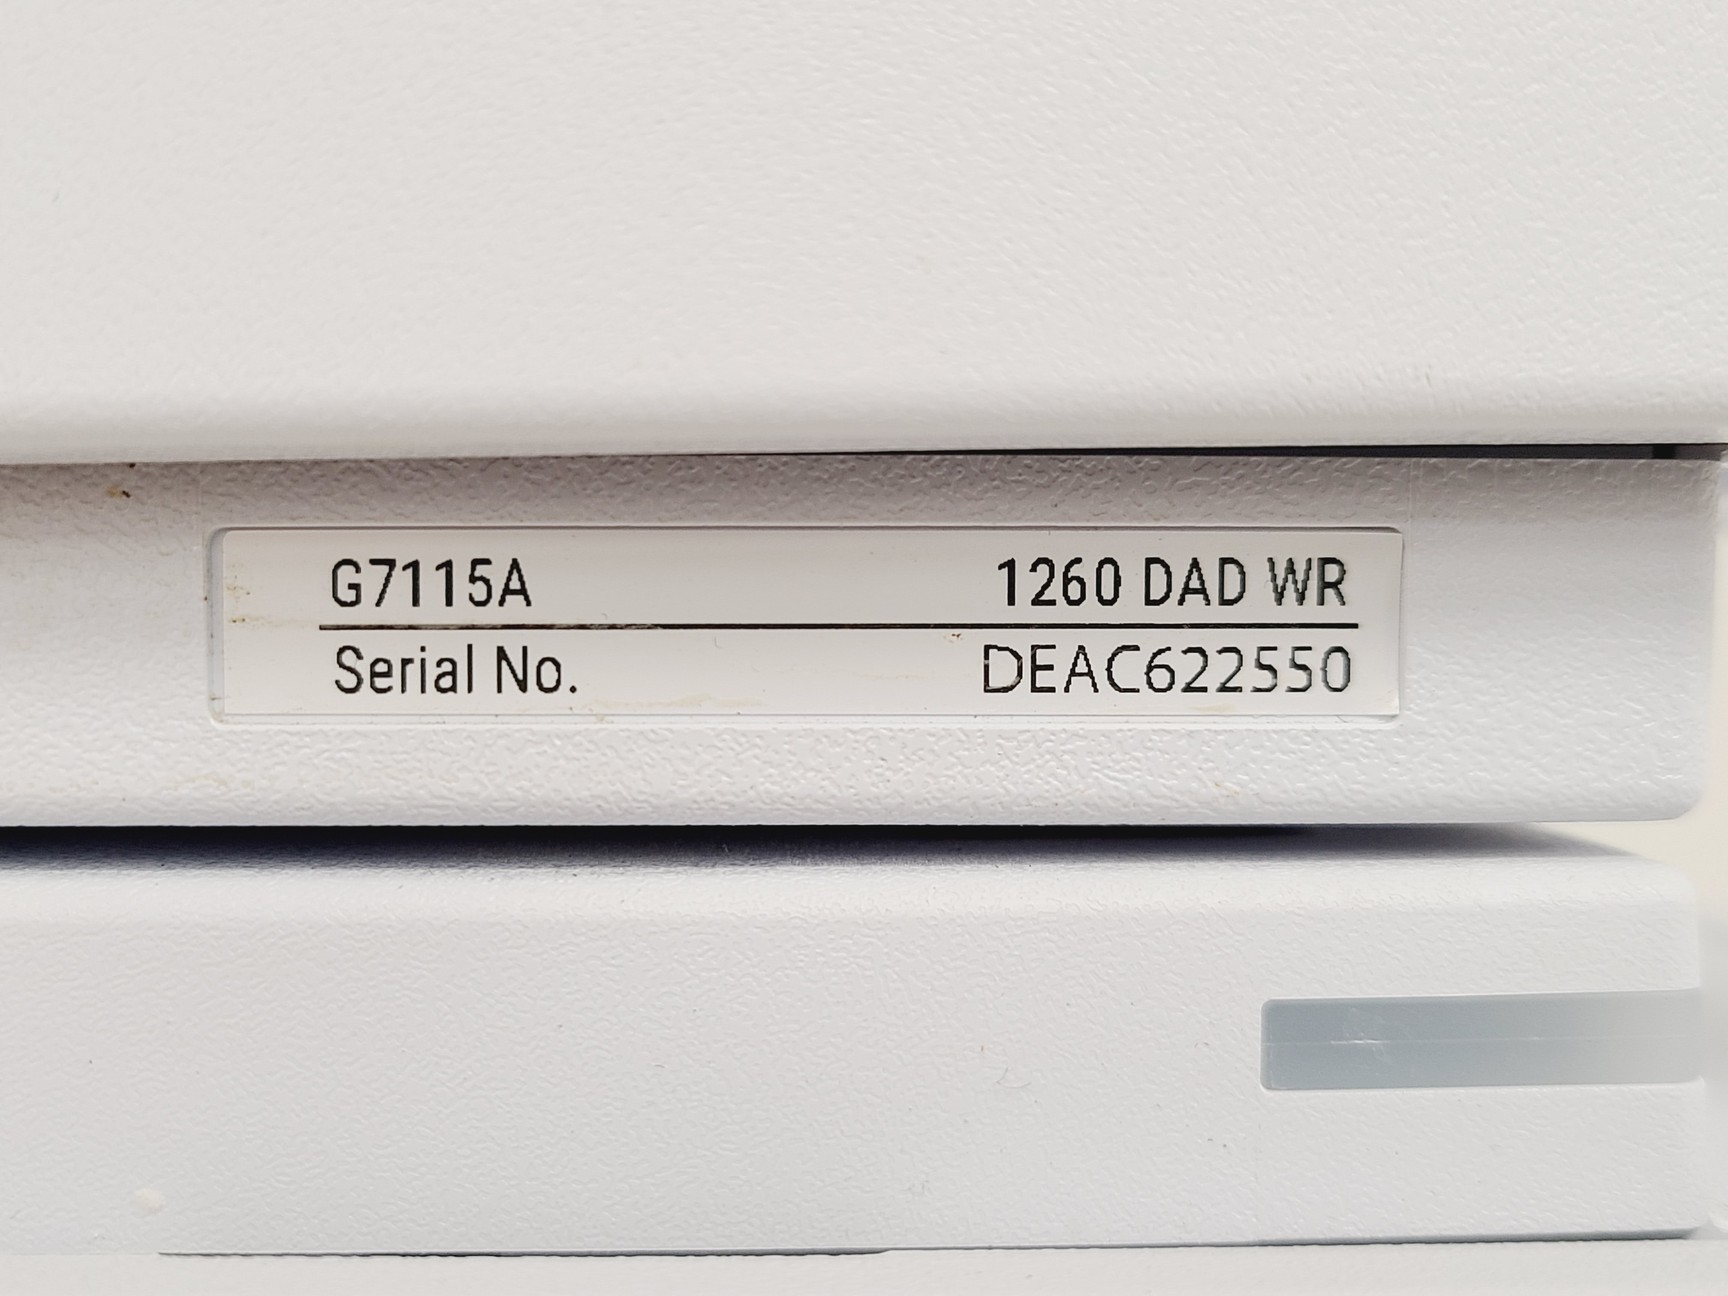 G7115A 1260 DAD WR
Serial No. DEAC622550